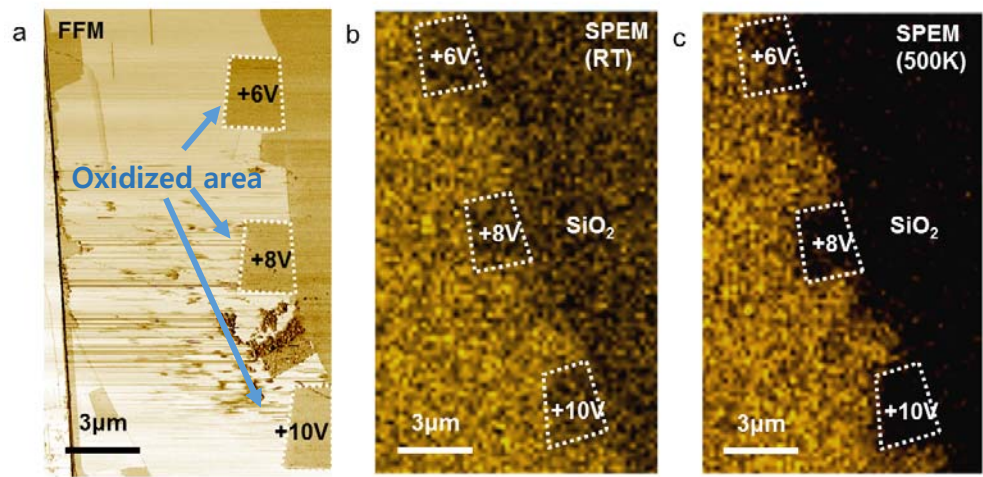 a
FFM
+6V
Oxidized area
+8V
+10V
3μm
b
SPEM
(RT)
+6V
+8V
SiO₂
+10V
3μm
c
SPEM
(500K)
+6V
+8V
SiO₂
+10V
3μm